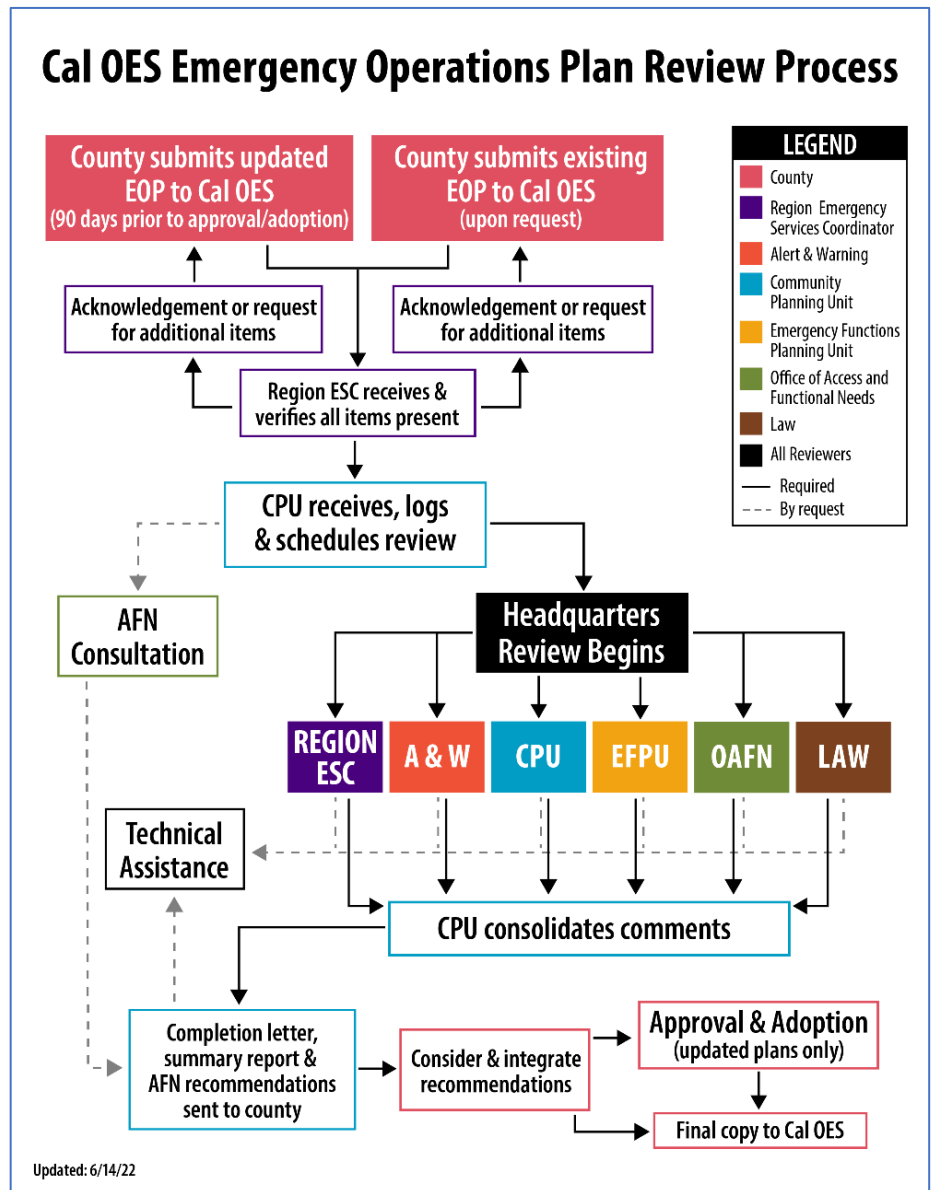 Cal OES Emergency Operations Plan Review Process
County submits updated
EOP to Cal OES
(90 days prior to approval/adoption)
County submits existing
EOP to Cal OES
(upon request)
LEGEND
County
Region Emergency
Services Coordinator
Alert & Warning
Community
Planning Unit
Emergency Functions
Planning Unit
Office of Access and
Functional Needs
Law
All Reviewers
Required
By request
Acknowledgement or request
for additional items
Acknowledgement or request
for additional items
Region ESC receives &
verifies all items present
CPU receives, logs
& schedules review
AFN
Consultation
Headquarters
Review Begins
REGION
ESC
A & W
CPU
EFPU
OAFN
LAW
Technical
Assistance
CPU consolidates comments
Completion letter,
summary report &
AFN recommendations
sent to county
Consider & integrate
recommendations
Approval & Adoption
(updated plans only)
Final copy to Cal OES
Updated: 6/14/22